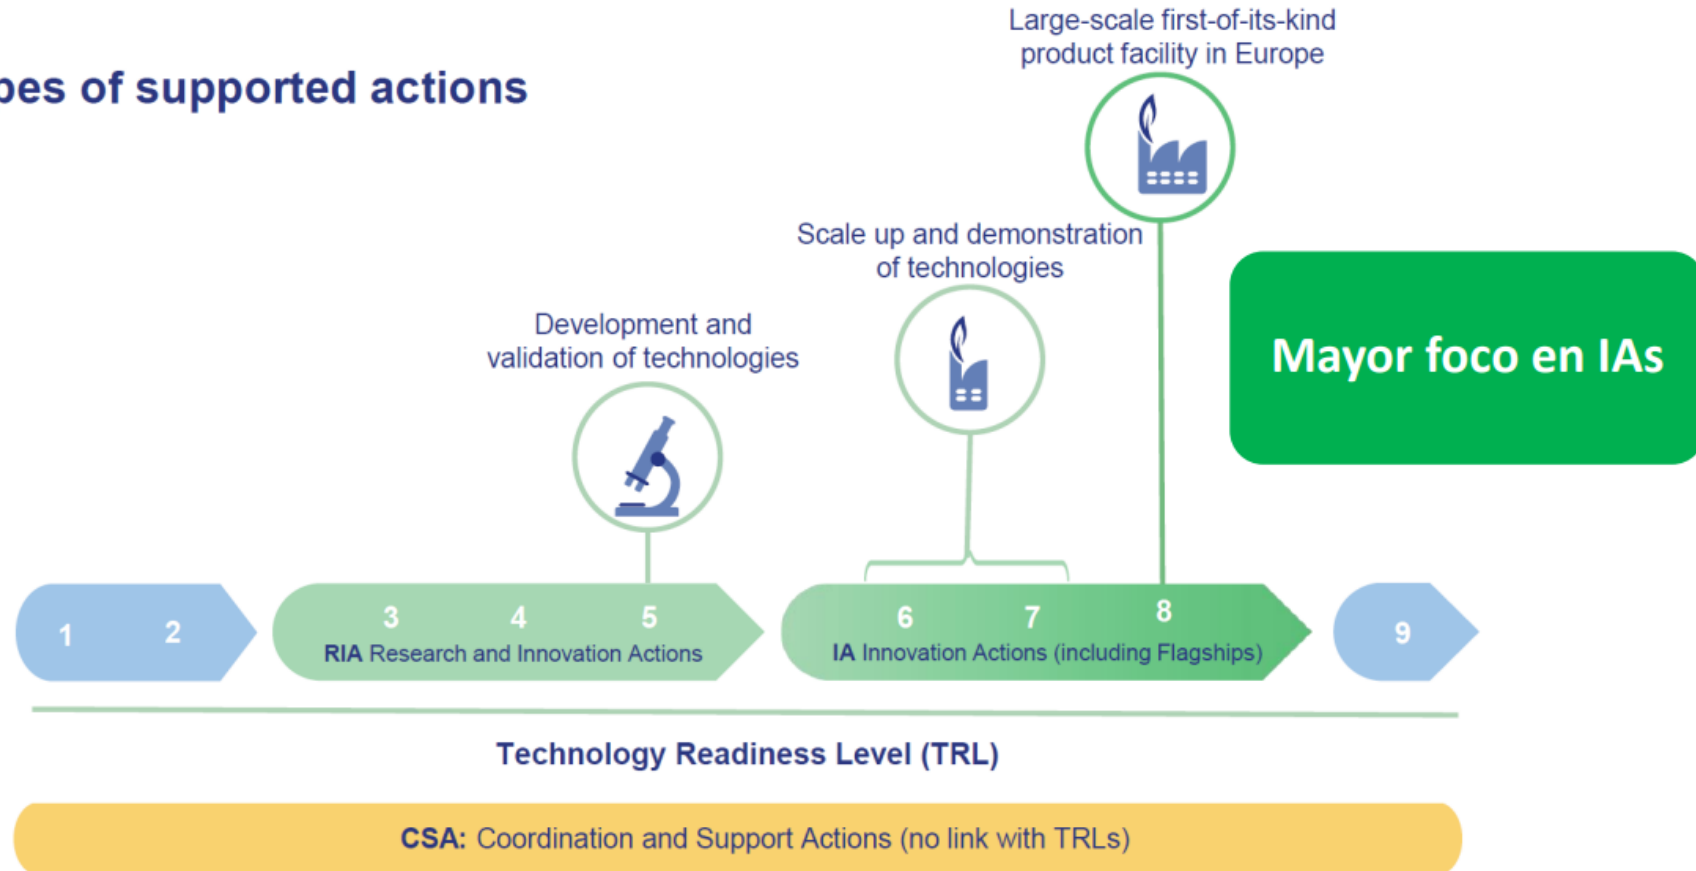 Large-scale first-of-its-kind
product facility in Europe
pes of supported actions
Scale up and demonstration
of technologies
Mayor foco en IAs
Development and
validation of technologies
1 2 3 4 5 6 7 8 9
RIA Research and Innovation Actions
IA Innovation Actions (including Flagships)
Technology Readiness Level (TRL)
CSA: Coordination and Support Actions (no link with TRLs)